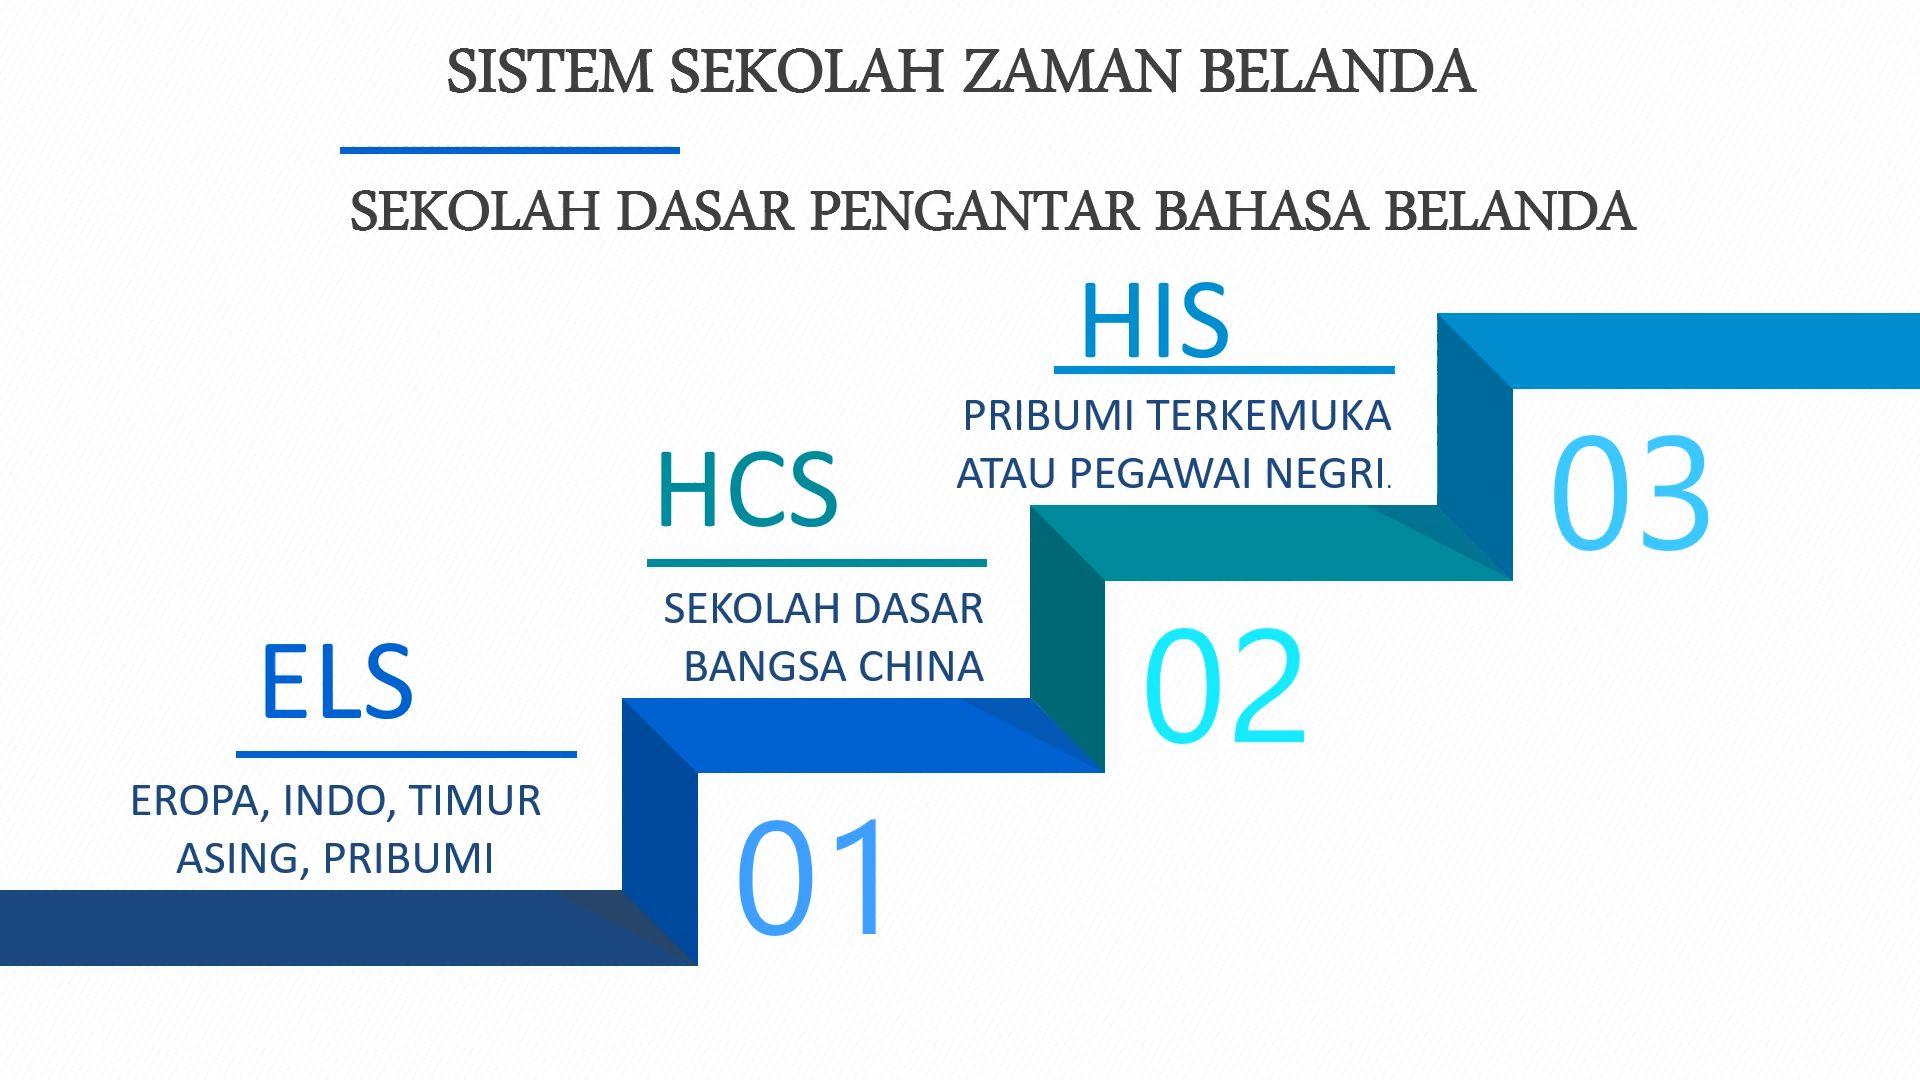 SISTEM SEKOLAH ZAMAN BELANDA
SEKOLAH DASAR PENGANTAR BAHASA BELANDA
ELS
EROPA, INDO, TIMUR
ASING, PRIBUMI
01
HCS
SEKOLAH DASAR
BANGSA CHINA
02
HIS
PRIBUMI TERKEMUKA
ATAU PEGAWAI NEGRI.
03